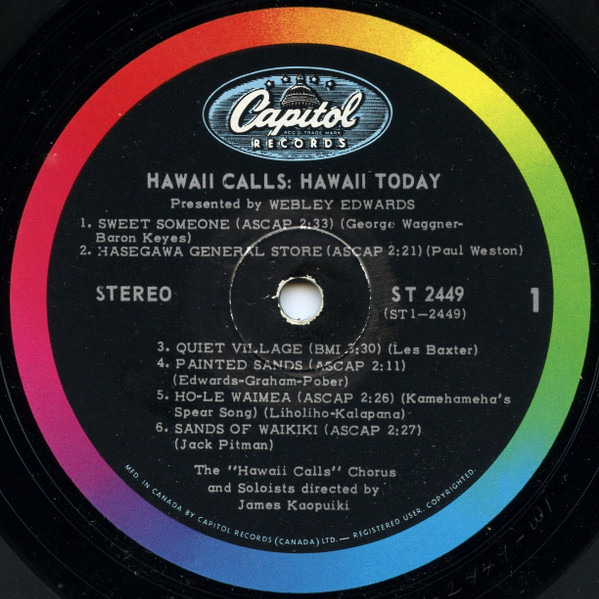 Capitol
REG. TRADE MARK
RECORDS
HAWAII CALLS: HAWAII TODAY
Presented by WEBLEY EDWARDS
1. SWEET SOMEONE (ASCAP 2:33) (George Waggner-
Baron Keyes)
2. HASEGAWA GENERAL STORE (ASCAP 2:21) (Paul Weston)
STEREO
ST 2449
(ST1-2449)
1
3. QUIET VILLAGE (BMI 3:30) (Les Baxter)
4. PAINTED SANDS (ASCAP 2:11)
(Edwards-Graham-Pober)
5. HO-LE WAIMEA (ASCAP 2:26) (Kamehameha's
Spear Song) (Liholiho-Kalapana)
6. SANDS OF WAIKIKI (ASCAP 2:27)
(Jack Pitman)
The "Hawaii Calls" Chorus
and Soloists directed by
James Kaopuiki
MFD. IN CANADA BY CAPITOL RECORDS (CANADA) LTD. — REGISTERED USER. COPYRIGHTED.